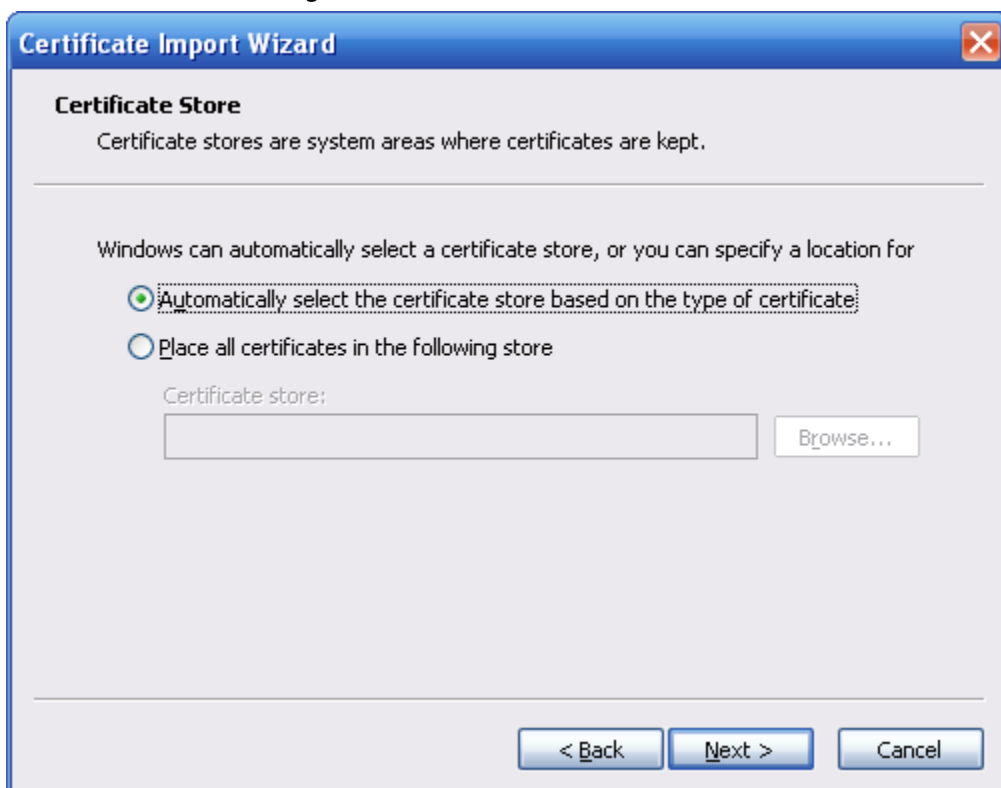 Certificate Import Wizard
Certificate Store
Certificate stores are system areas where certificates are kept.
Windows can automatically select a certificate store, or you can specify a location for
Automatically select the certificate store based on the type of certificate
Place all certificates in the following store
Certificate store:
Browse...
< Back
Next >
Cancel